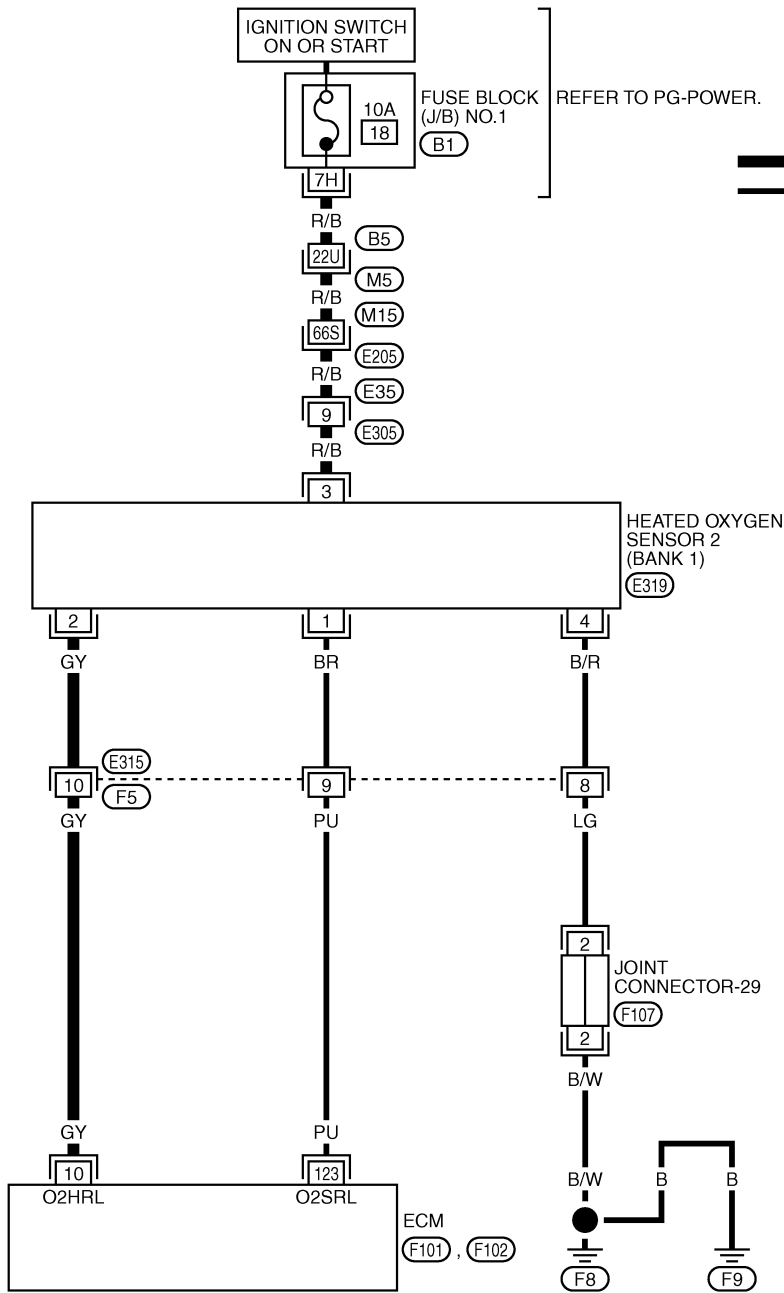 IGNITION SWITCH
ON OR START
10A
18
FUSE BLOCK
(J/B) NO.1
B1
REFER TO PG-POWER.
7H
R/B
B5
22U
M5
R/B
M15
66S
E205
R/B
E35
9
E305
R/B
3
HEATED OXYGEN
SENSOR 2
(BANK 1)
E319
2
1
4
GY
BR
B/R
E315
10
9
8
F5
GY
PU
LG
2
JOINT
CONNECTOR-29
F107
2
B/W
GY
PU
10
123
B/W
B
B
O2HRL
O2SRL
ECM
F101 , F102
F8
F9